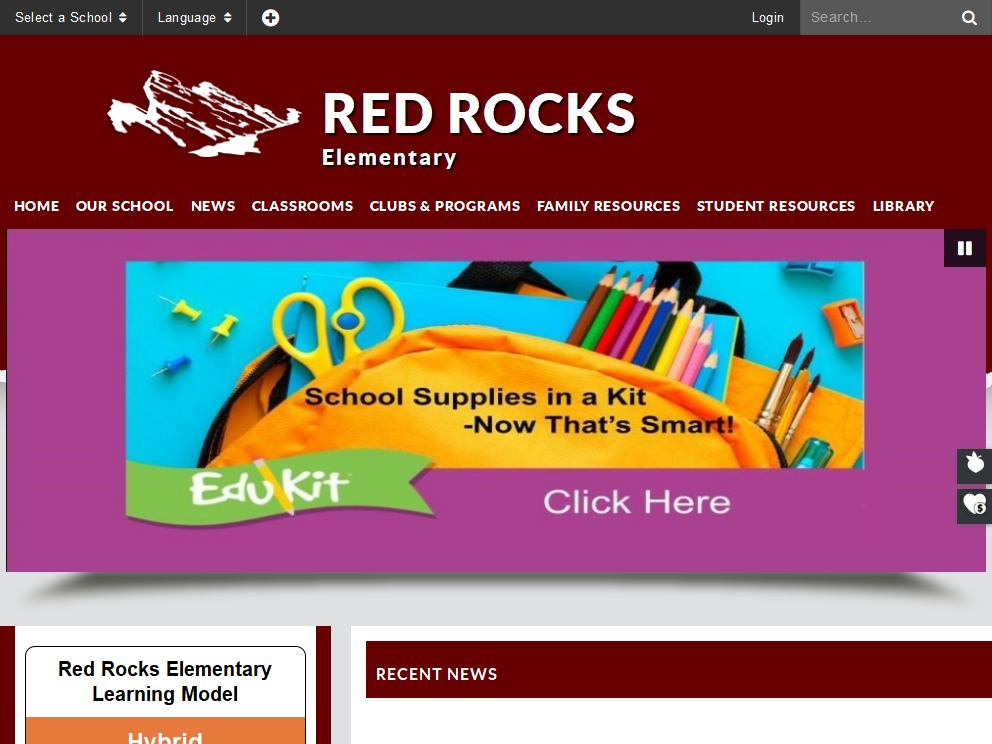 Select a School
Language
Login
Search...
RED ROCKS
Elementary
HOME OUR SCHOOL NEWS CLASSROOMS CLUBS & PROGRAMS FAMILY RESOURCES STUDENT RESOURCES LIBRARY
School Supplies in a Kit
-Now That's Smart!
EduKit
Click Here
Red Rocks Elementary
Learning Model
Hybrid
RECENT NEWS